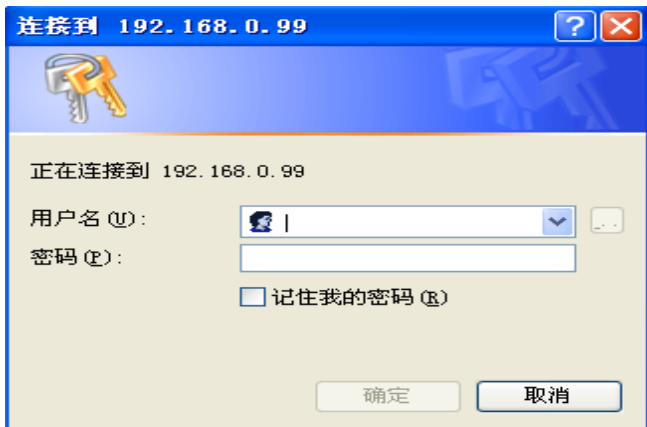 连接到 192.168.0.99
正在连接到 192.168.0.99
用户名(U):
密码(P):
记住我的密码(R)
确定 取消